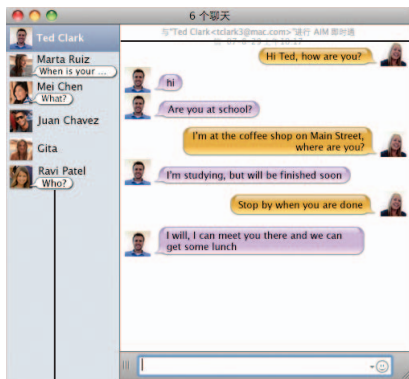 6 个聊天
Ted Clark
Marta Ruiz
When is your ...
Mei Chen
What?
Juan Chavez
Gita
Ravi Patel
Who?
与“Ted Clark<tclark3@mac.com>”进行 AIM 即时通
Hi Ted, how are you?
hi
Are you at school?
I'm at the coffee shop on Main Street,
where are you?
I'm studying, but will be finished soon
Stop by when you are done
I will, I can meet you there and we can
get some lunch